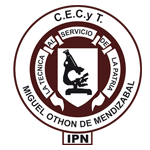 C.E.C.y T.
LA TECNICA AL SERVICIO DE LA PATRIA
MIGUEL OTHON DE MENDIZABAL
IPN